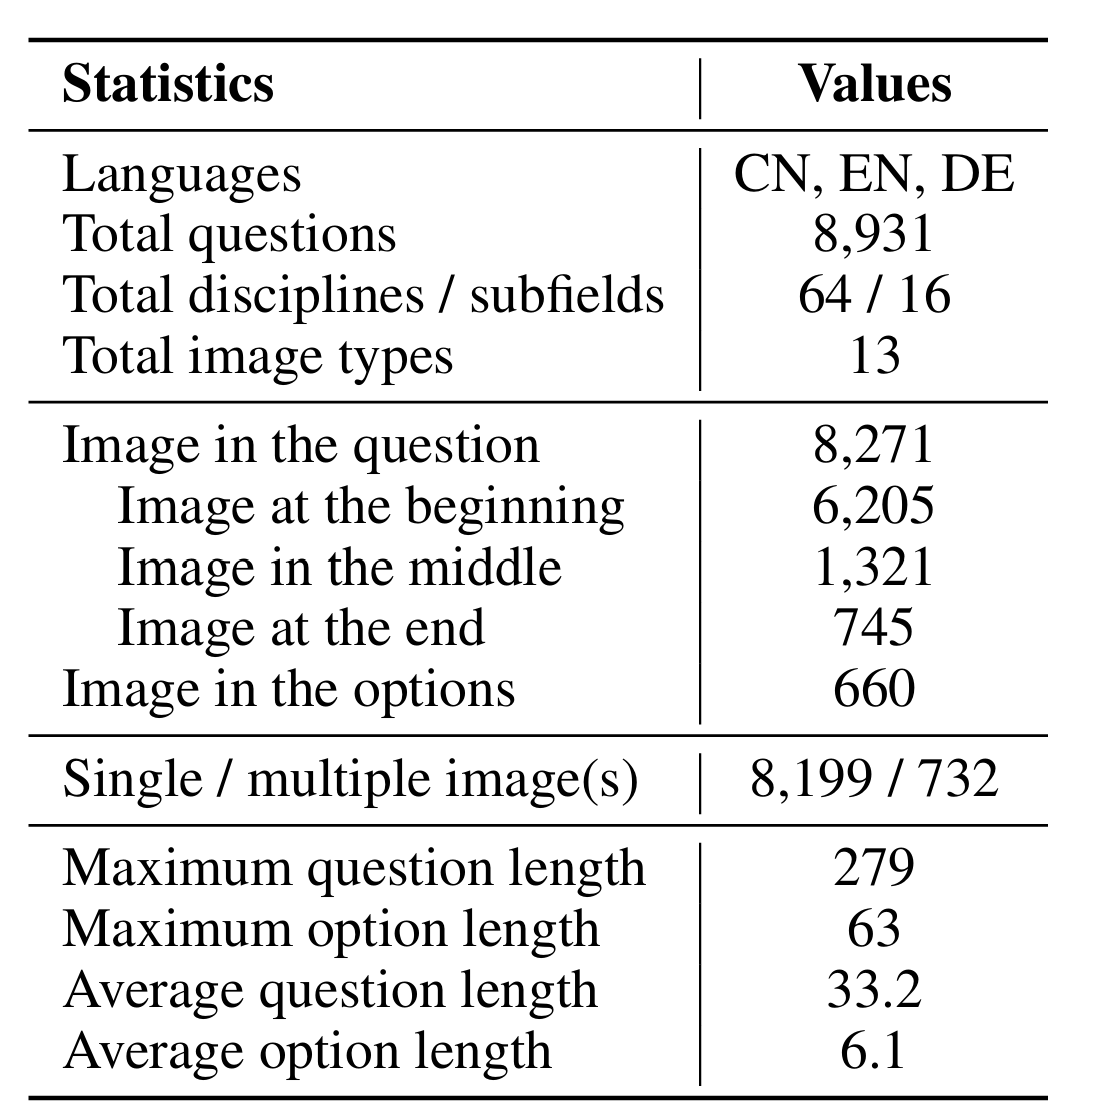 Statistics Values
Languages CN, EN, DE
Total questions 8,931
Total disciplines / subfields 64 / 16
Total image types 13
Image in the question 8,271
Image at the beginning 6,205
Image in the middle 1,321
Image at the end 745
Image in the options 660
Single / multiple image(s) 8,199 / 732
Maximum question length 279
Maximum option length 63
Average question length 33.2
Average option length 6.1